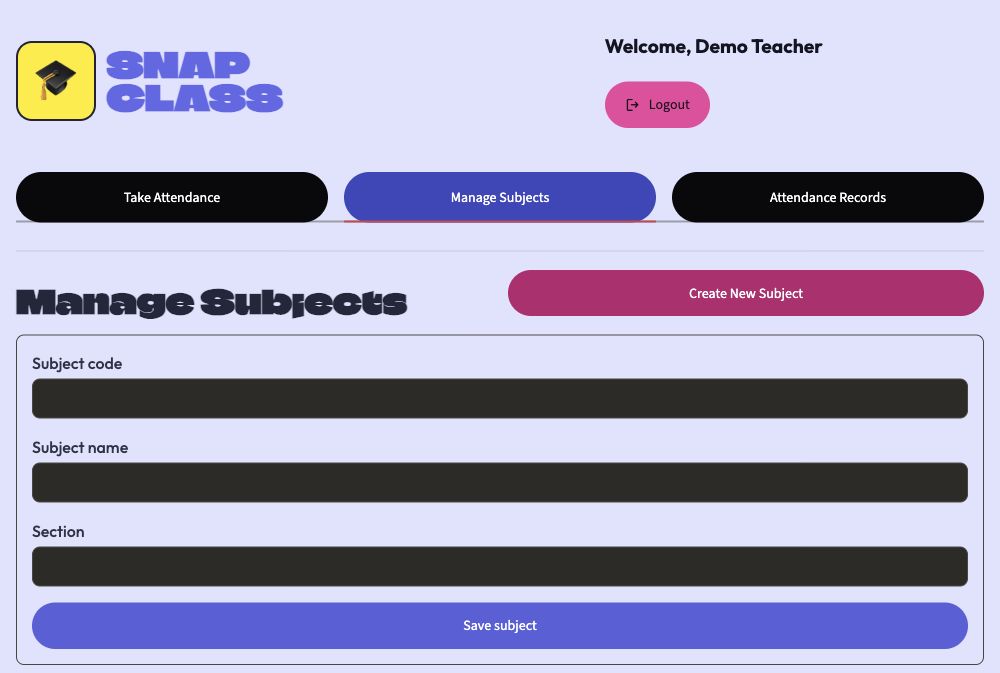 SNAP
CLASS
Welcome, Demo Teacher
Logout
Take Attendance
Manage Subjects
Attendance Records
Manage Subjects
Create New Subject
Subject code
Subject name
Section
Save subject